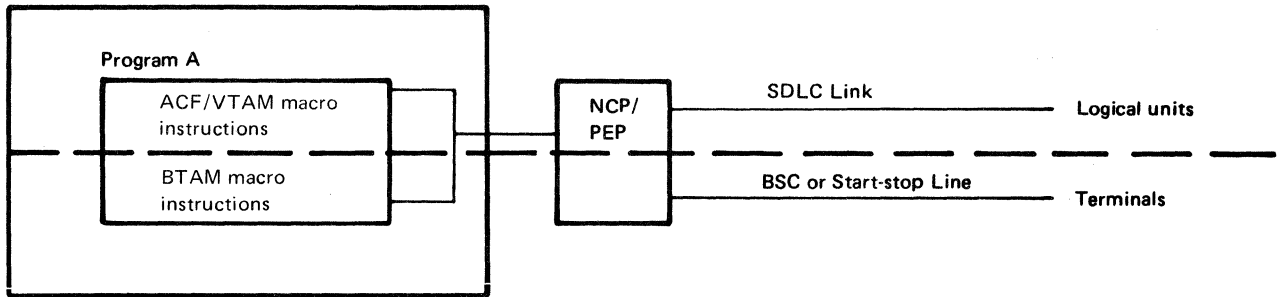 Program A
ACF/VTAM macro
instructions
BTAM macro
instructions
NCP/
PEP
SDLC Link
Logical units
BSC or Start-stop Line
Terminals